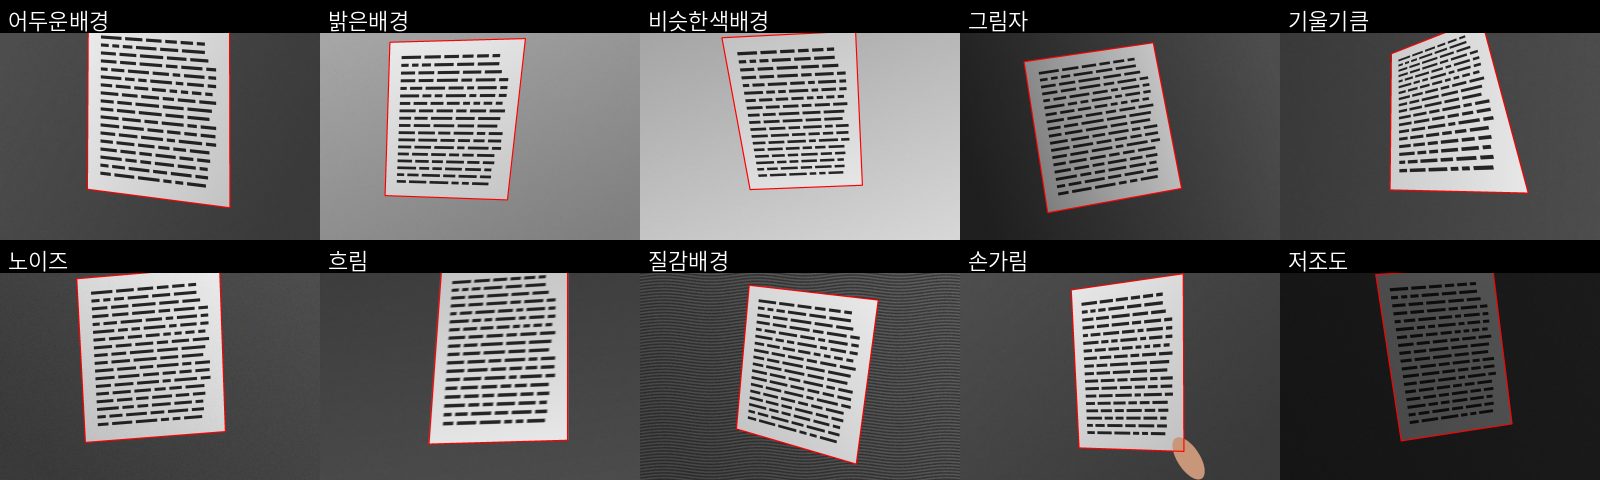 어두운배경
밝은배경
비슷한색배경
그림자
기울기큼
노이즈
흐림
질감배경
손가림
저조도